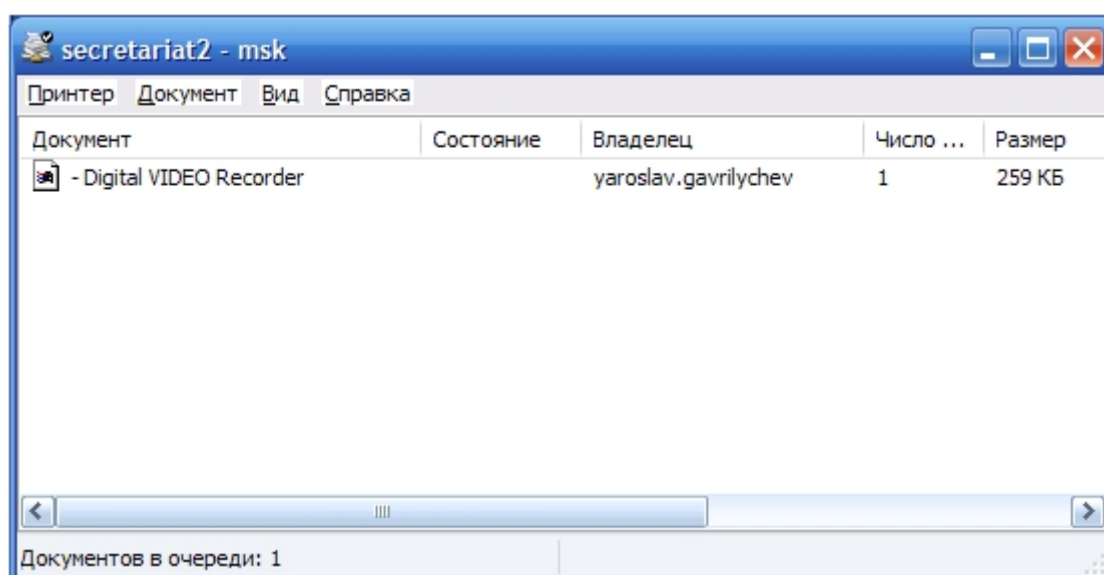 secretariat2 - msk
Принтер Документ Вид Справка
Документ Состояние Владелец Число ... Размер
- Digital VIDEO Recorder yaroslav.gavrilychev 1 259 КБ
Документов в очереди: 1